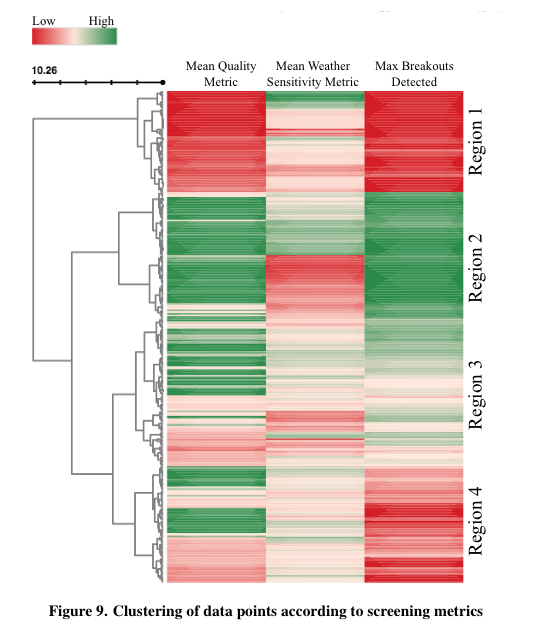 Low High
10.26
Mean Quality
Metric
Mean Weather
Sensitivity Metric
Max Breakouts
Detected
Region 1
Region 2
Region 3
Region 4
Figure 9. Clustering of data points according to screening metrics